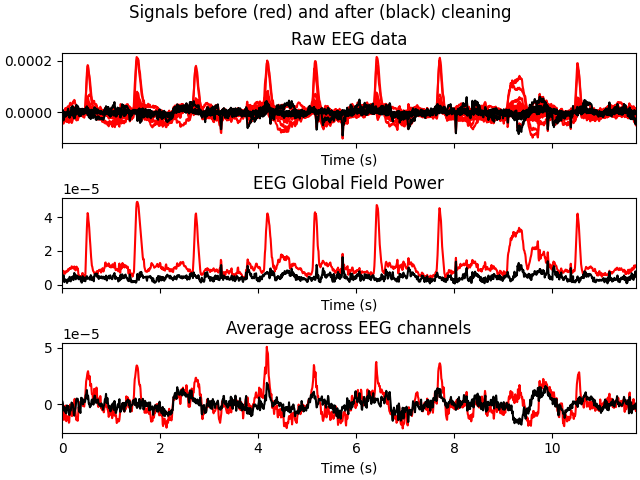 Signals before (red) and after (black) cleaning
Raw EEG data
0.0002
0.0000
Time (s)
EEG Global Field Power
1e−5
4
2
0
Time (s)
Average across EEG channels
1e−5
5
0
0 2 4 6 8 10
Time (s)